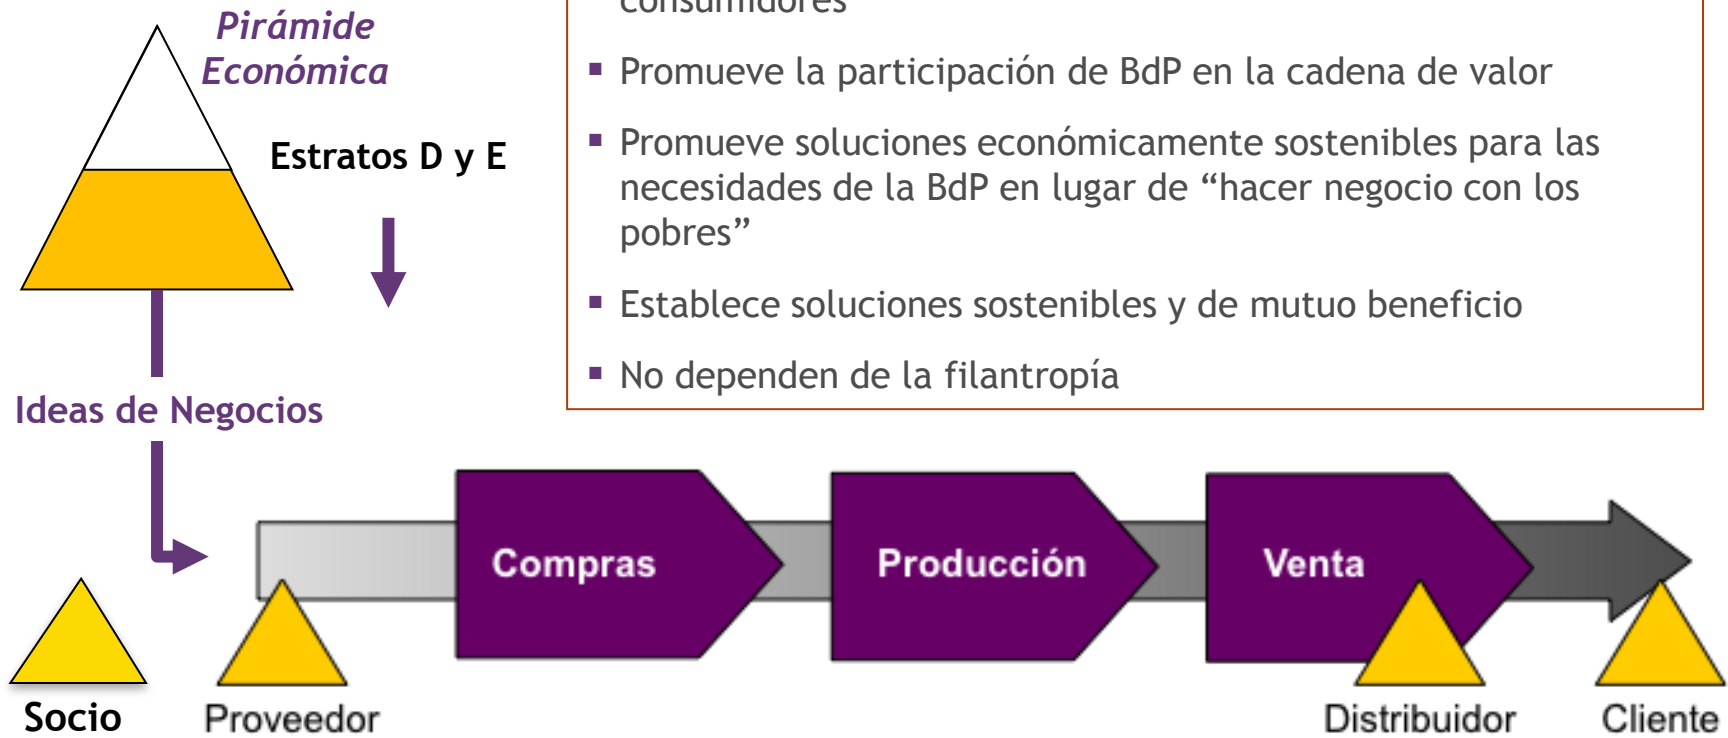 Pirámide
Económica
Estratos D y E
Ideas de Negocios
consumidores
▪ Promueve la participación de BdP en la cadena de valor
▪ Promueve soluciones económicamente sostenibles para las
necesidades de la BdP en lugar de “hacer negocio con los
pobres”
▪ Establece soluciones sostenibles y de mutuo beneficio
▪ No dependen de la filantropía
Compras
Producción
Venta
Socio
Proveedor
Distribuidor
Cliente